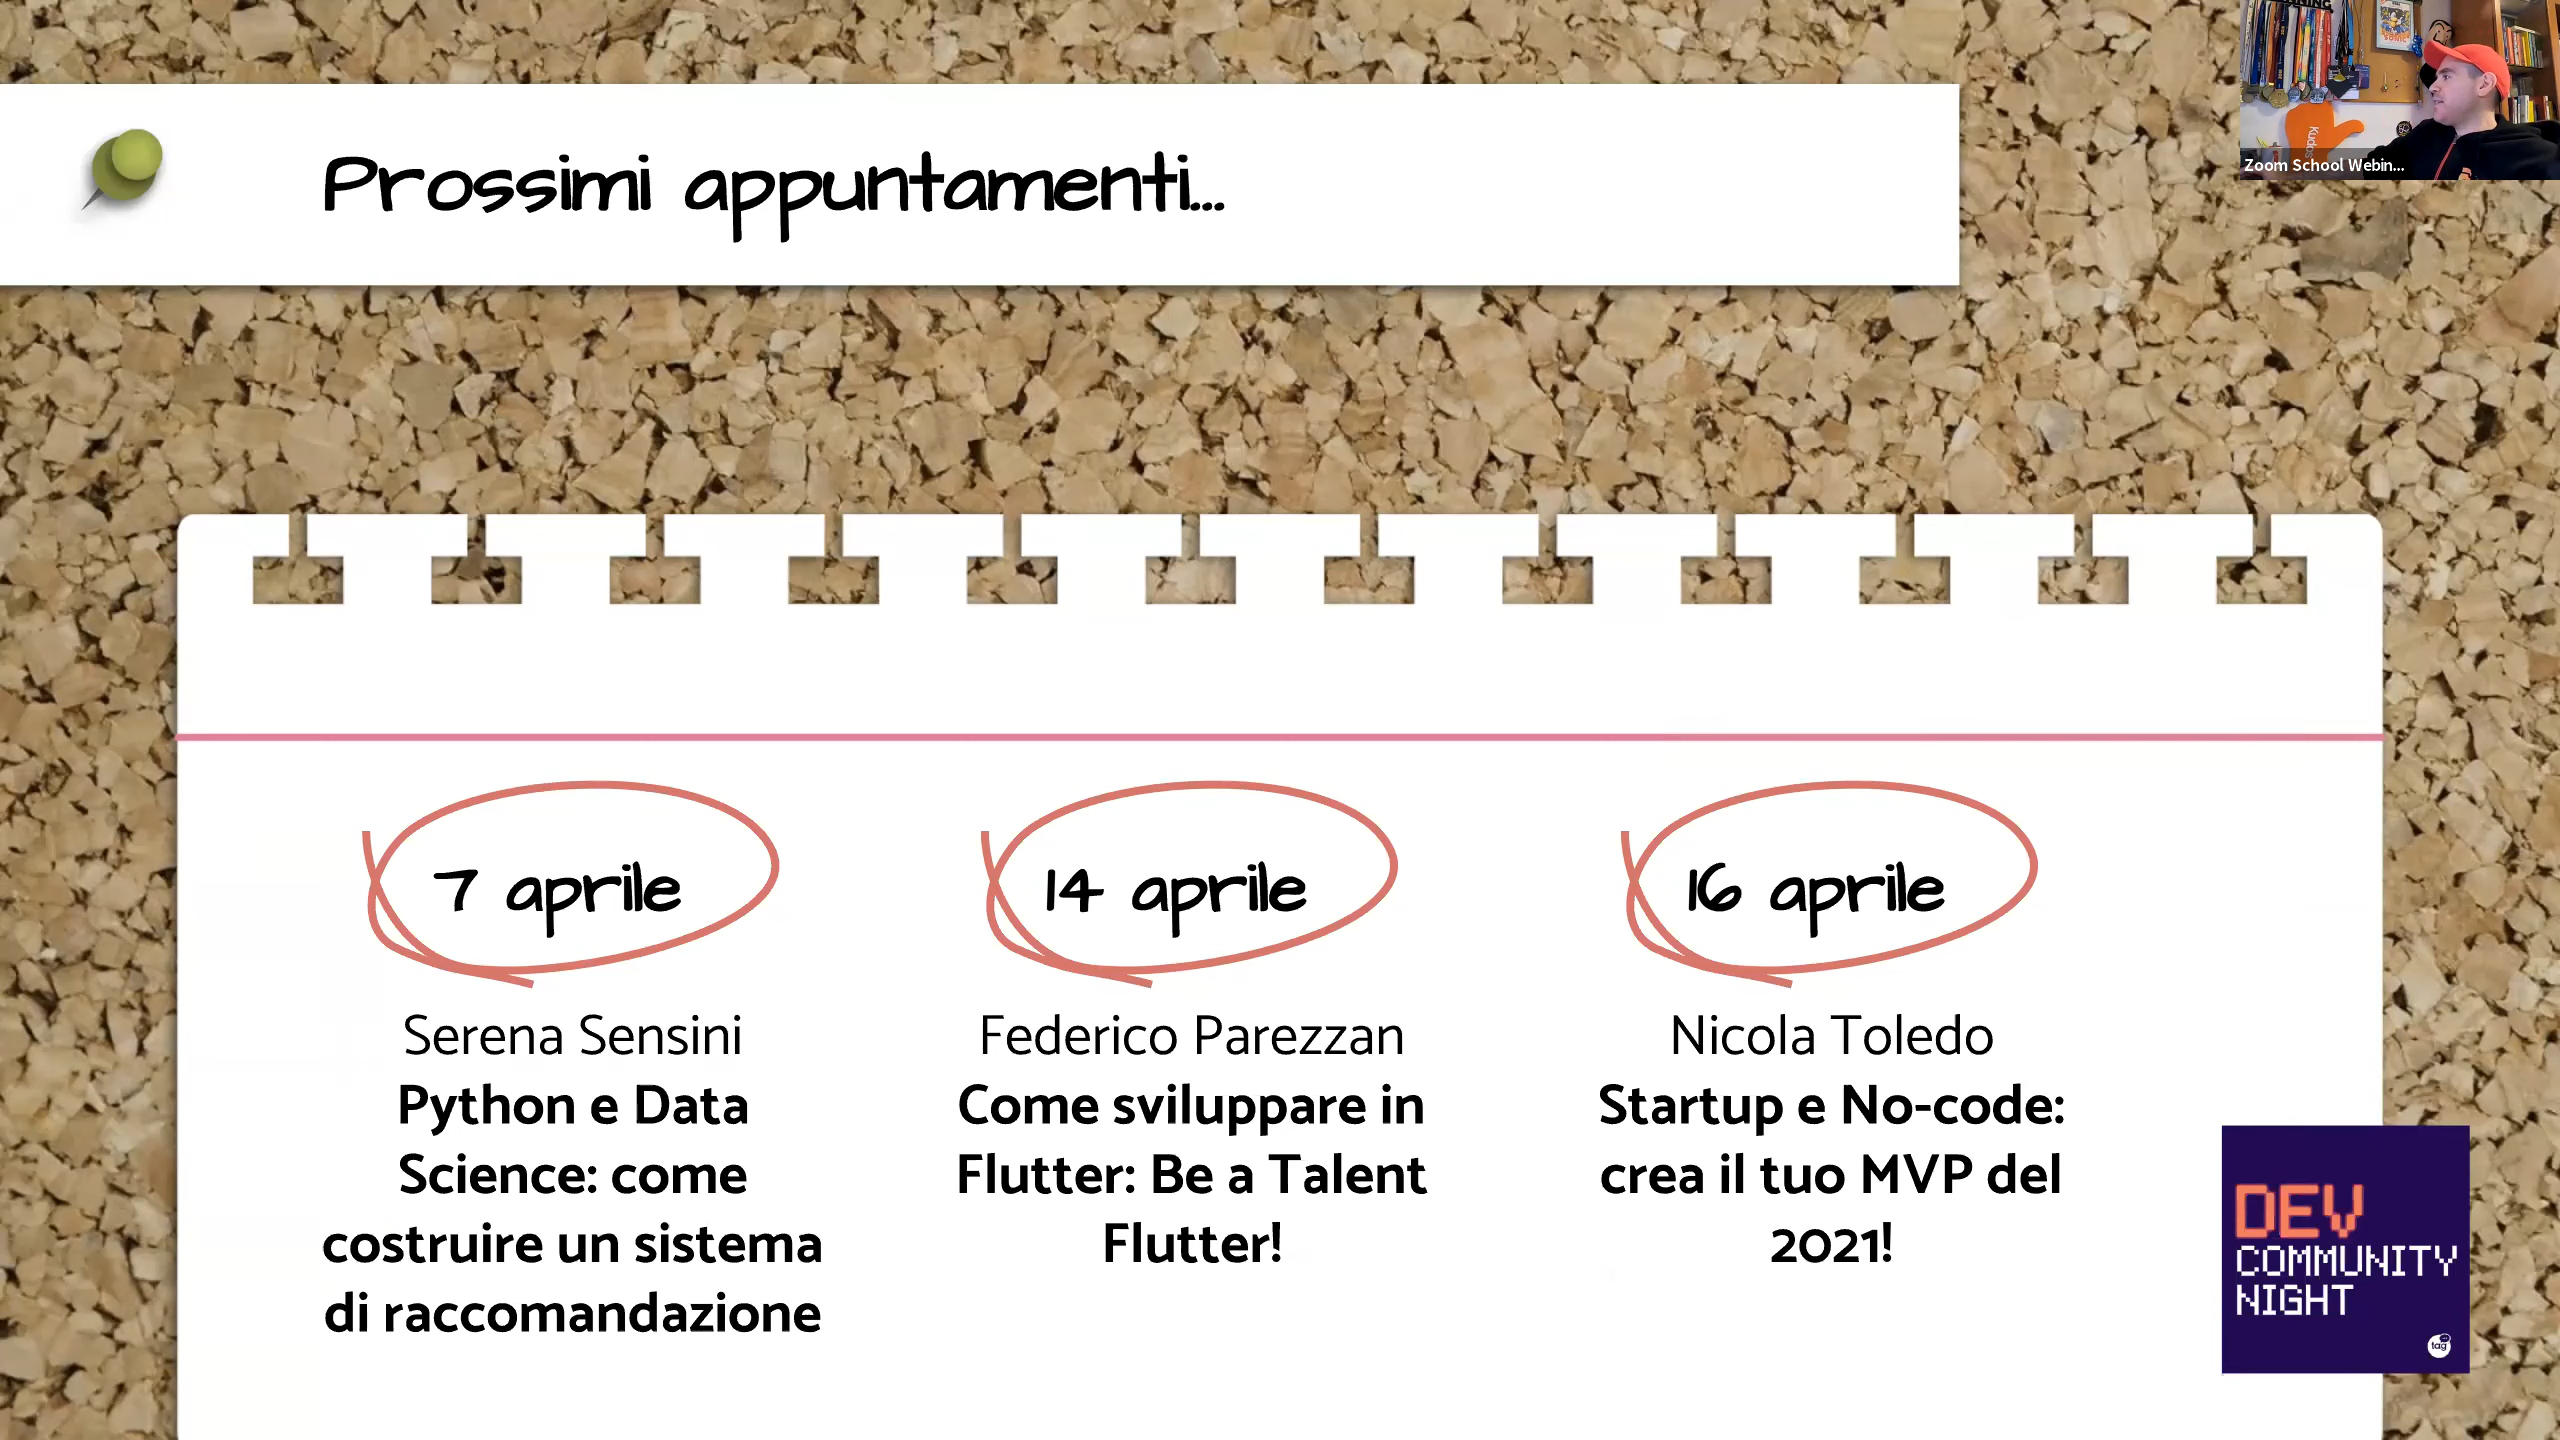 Prossimi appuntamenti...
Zoom School Webin...
Kudos
7 aprile
Serena Sensini
Python e Data
Science: come
costruire un sistema
di raccomandazione
14 aprile
Federico Parezzan
Come sviluppare in
Flutter: Be a Talent
Flutter!
16 aprile
Nicola Toledo
Startup e No-code:
crea il tuo MVP del
2021!
DEV
COMMUNITY
NIGHT
tag